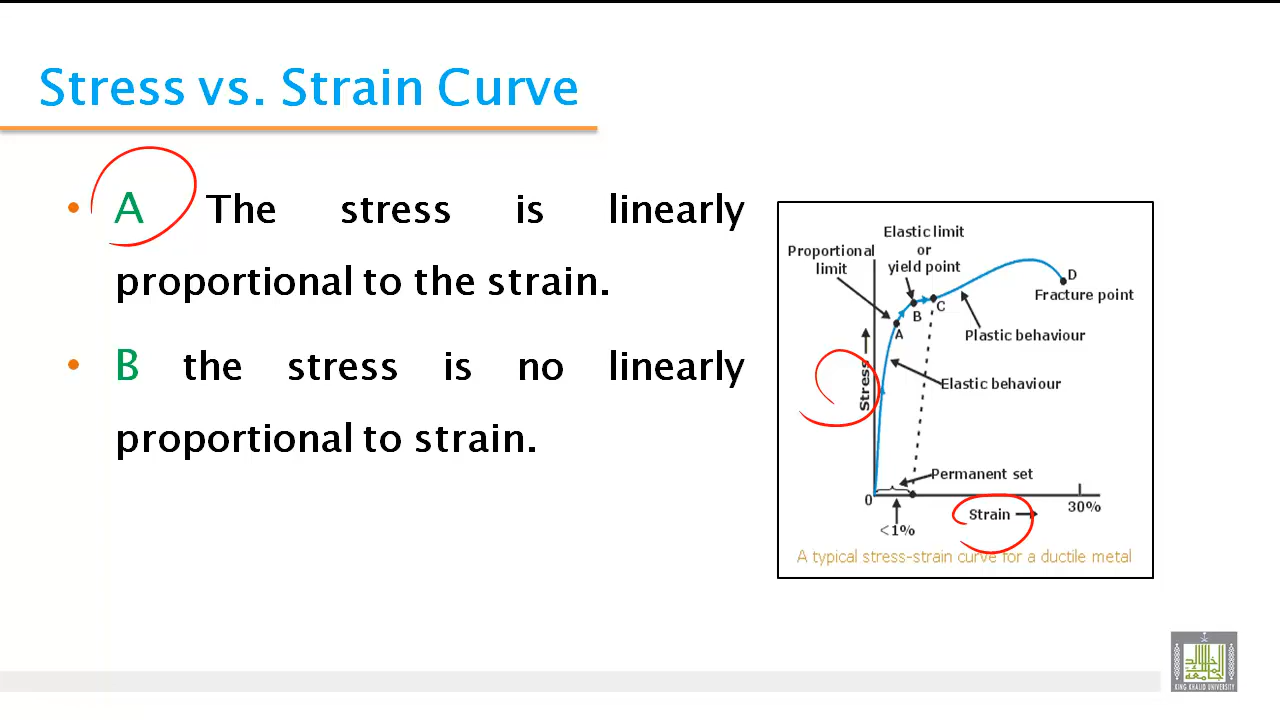 Stress vs. Strain Curve
• A The stress is linearly
proportional to the strain.
• B the stress is no linearly
proportional to strain.
Elastic limit
or
yield point
Proportional
limit
D
Fracture point
B
C
A
Plastic behaviour
Stress
Elastic behaviour
Permanent set
0
30%
Strain
<1%
A typical stress-strain curve for a ductile metal
KING KHALID UNIVERSITY